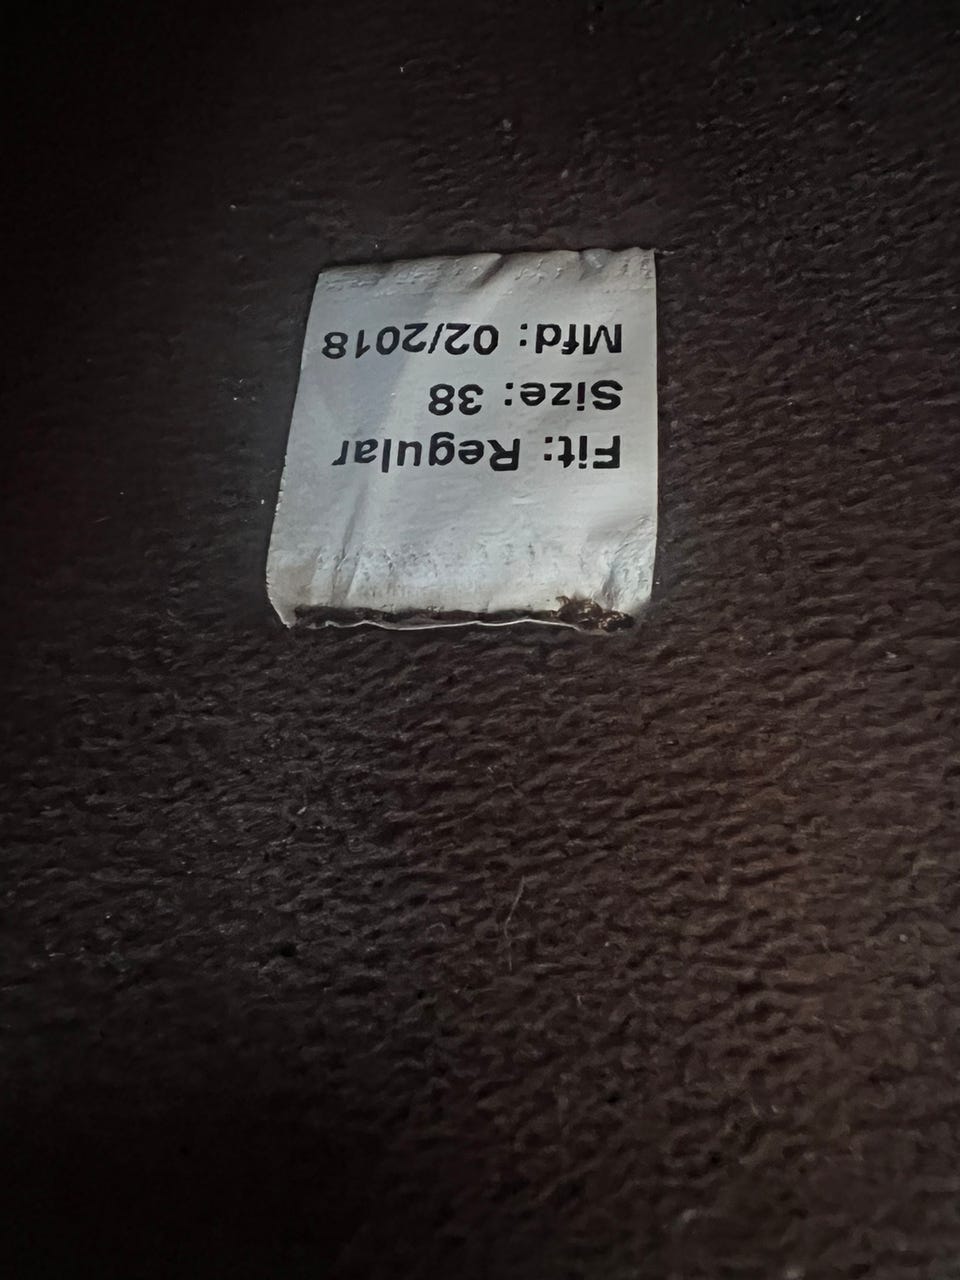 Fit: Regular
Size: 38
Mfd: 02/2018